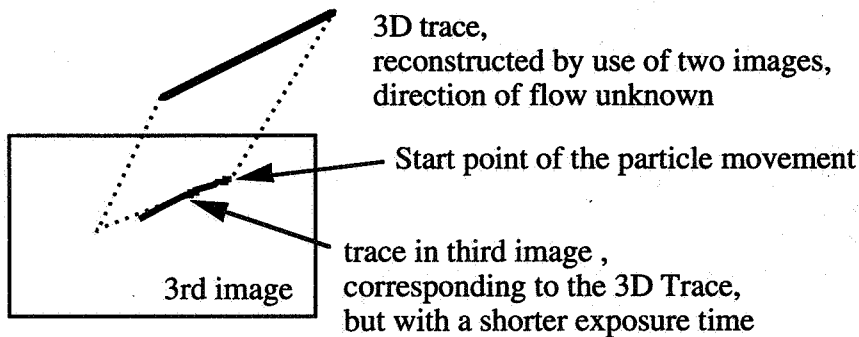 3D trace,
reconstructed by use of two images,
direction of flow unknown
Start point of the particle movement
trace in third image ,
corresponding to the 3D Trace,
but with a shorter exposure time
3rd image